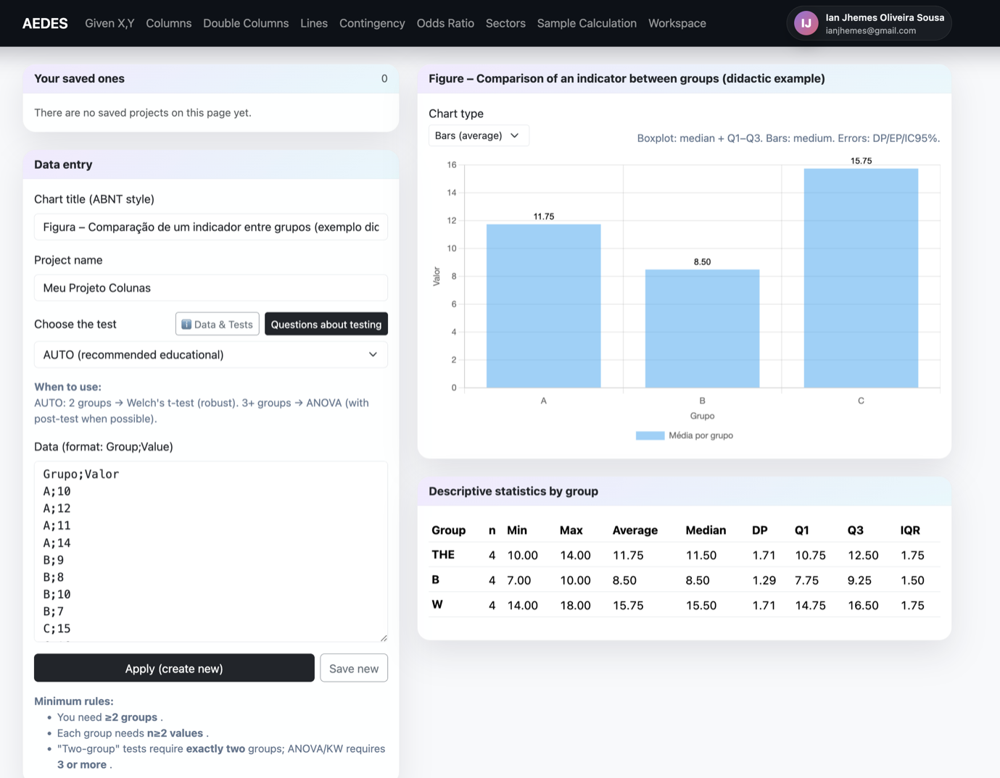 AEDES Given X,Y Columns Double Columns Lines Contingency Odds Ratio Sectors Sample Calculation Workspace
IJ
Ian Jhemes Oliveira Sousa
ianjhemes@gmail.com
Your saved ones 0
There are no saved projects on this page yet.
Data entry
Chart title (ABNT style)
Figura – Comparação de um indicador entre grupos (exemplo dic
Project name
Meu Projeto Colunas
Choose the test
Data & Tests
Questions about testing
AUTO (recommended educational)
When to use:
AUTO: 2 groups → Welch's t-test (robust). 3+ groups → ANOVA (with
post-test when possible).
Data (format: Group;Value)
Grupo;Valor
A;10
A;12
A;11
A;14
B;9
B;8
B;10
B;7
C;15
Apply (create new)
Save new
Minimum rules:
• You need ≥2 groups .
• Each group needs n≥2 values .
• "Two-group" tests require exactly two groups; ANOVA/KW requires
3 or more .
Figure – Comparison of an indicator between groups (didactic example)
Chart type
Bars (average)
Boxplot: median + Q1–Q3. Bars: medium. Errors: DP/EP/IC95%.
16
14
12
10
8
6
4
2
0
Valor
11.75
8.50
15.75
A B C
Grupo
Média por grupo
Descriptive statistics by group
Group n Min Max Average Median DP Q1 Q3 IQR
THE 4 10.00 14.00 11.75 11.50 1.71 10.75 12.50 1.75
B 4 7.00 10.00 8.50 8.50 1.29 7.75 9.25 1.50
W 4 14.00 18.00 15.75 15.50 1.71 14.75 16.50 1.75